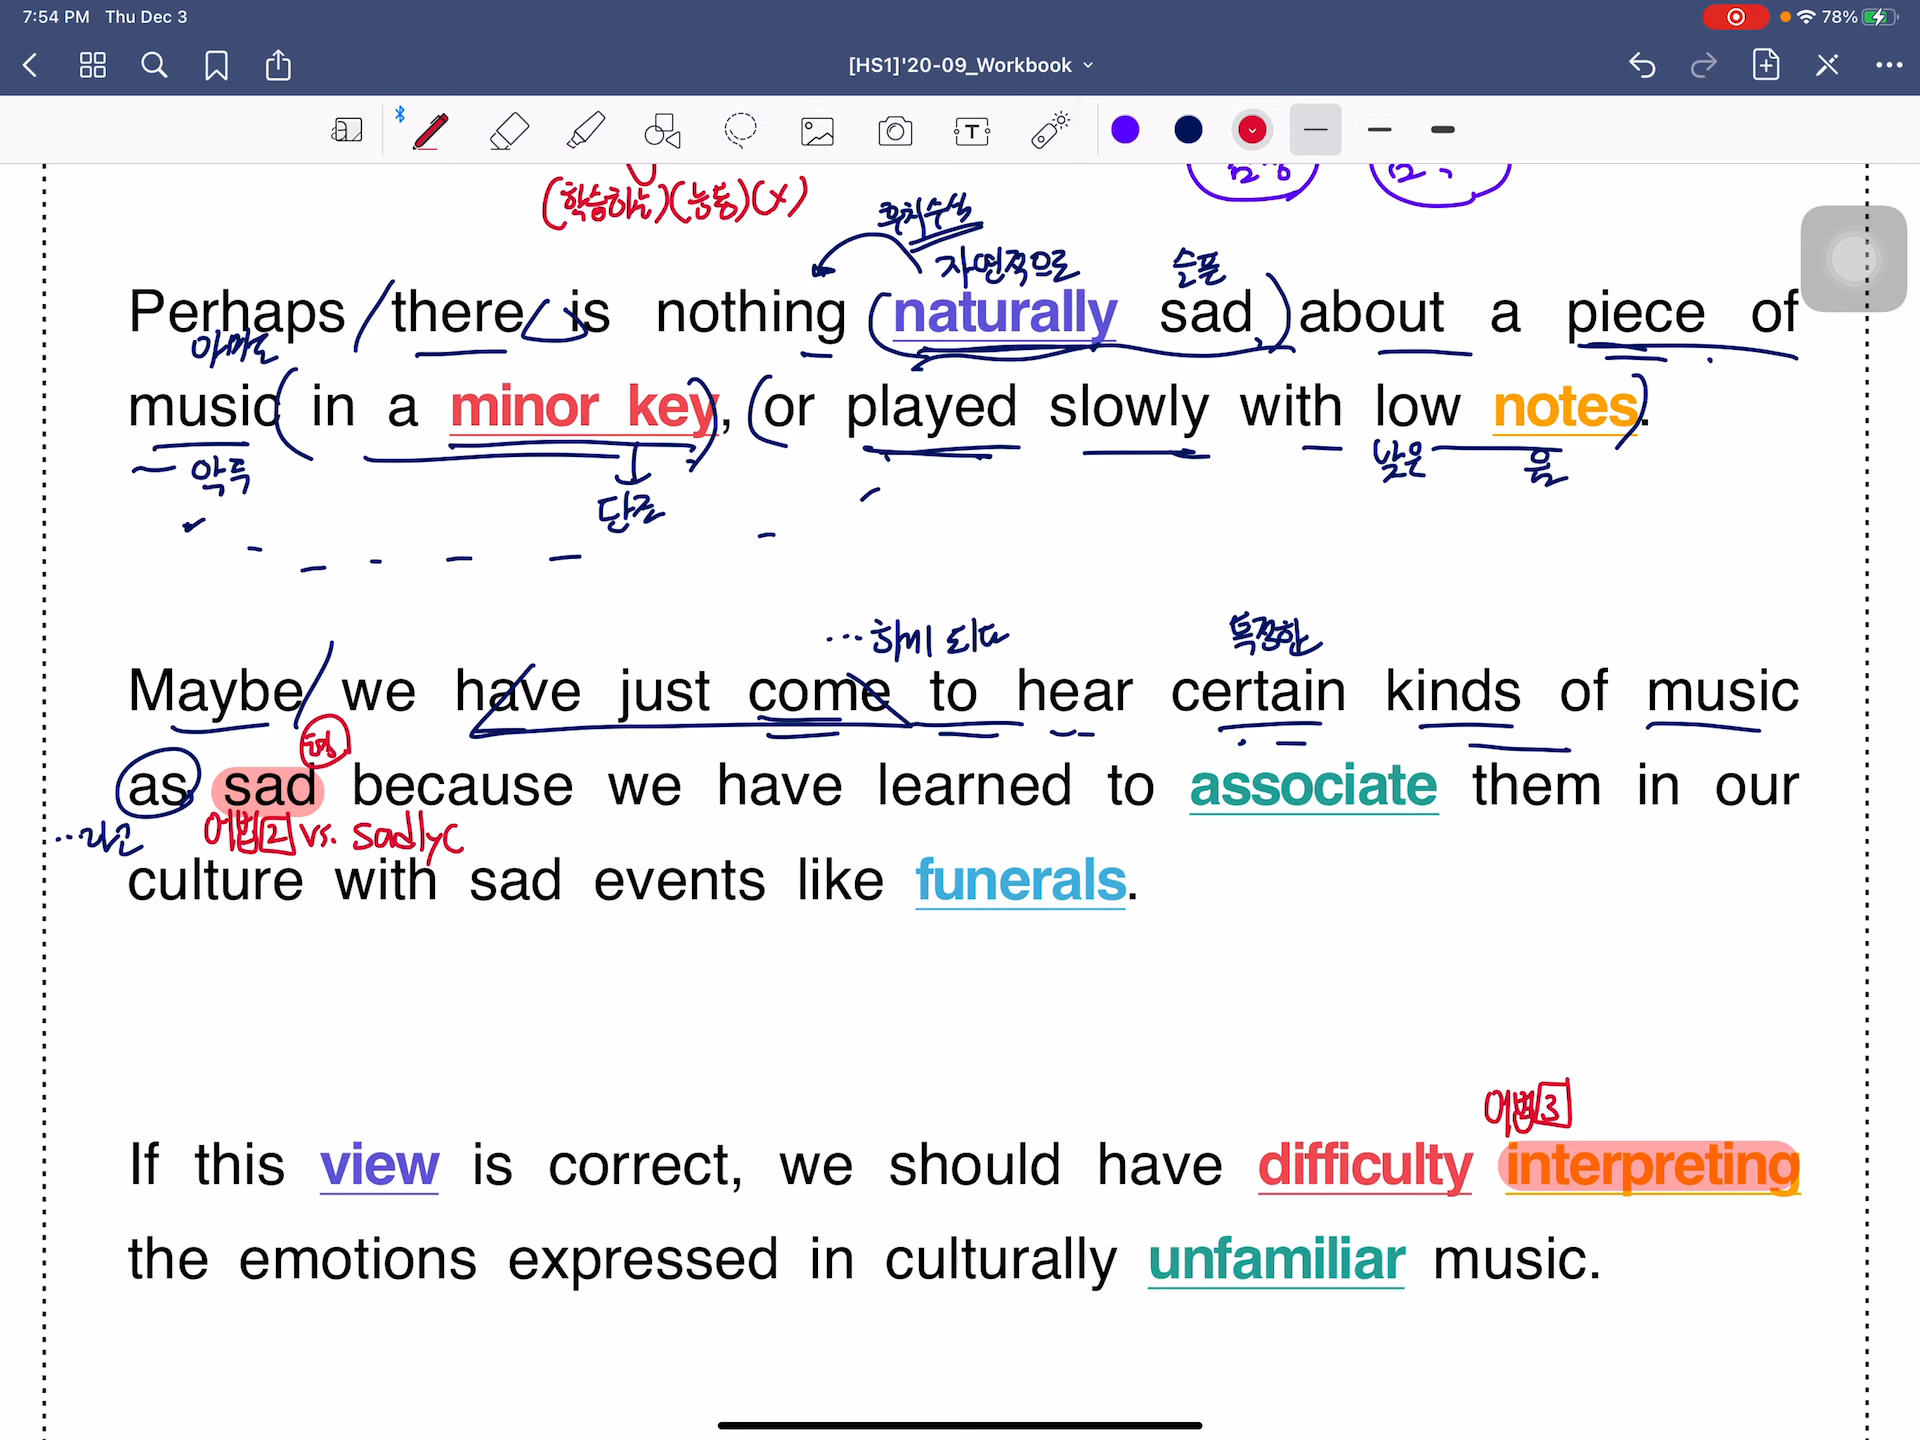 7:54 PM Thu Dec 3
78%
[HS1]'20-09_Workbook
(학습하는)(능동)(x)
후치수식
자연적으로 슬픈
Perhaps there is nothing (naturally sad) about a piece of
아마도
music (in a minor key), (or played slowly with low notes).
~ 악두 낮은 음
단조
...하게 되다 특정한
Maybe we have just come to hear certain kinds of music
형
as sad because we have learned to associate them in our
...라고 어법2 vs. sadly
culture with sad events like funerals.
어법3
If this view is correct, we should have difficulty interpreting
the emotions expressed in culturally unfamiliar music.